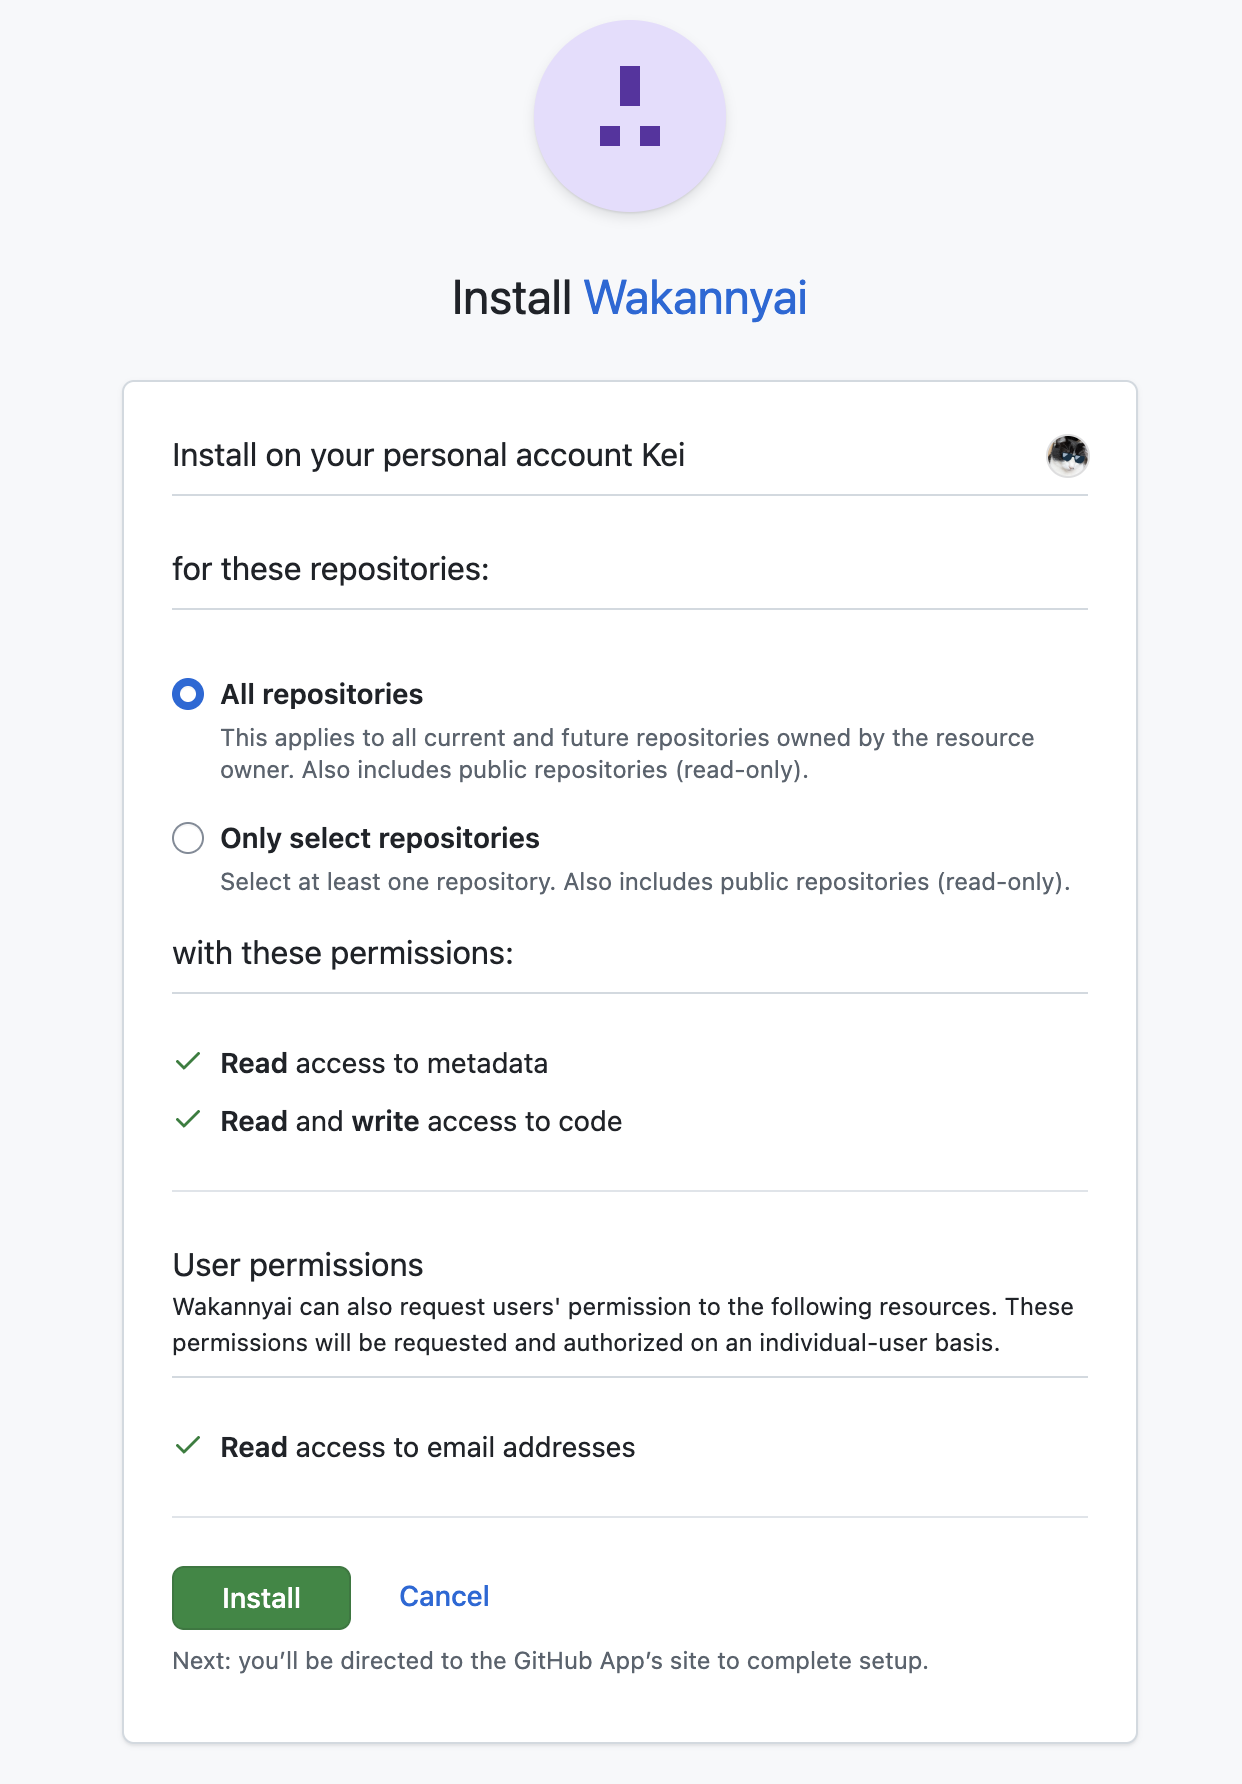 Install Wakannyai
Install on your personal account Kei
for these repositories:
All repositories
This applies to all current and future repositories owned by the resource
owner. Also includes public repositories (read-only).
Only select repositories
Select at least one repository. Also includes public repositories (read-only).
with these permissions:
Read access to metadata
Read and write access to code
User permissions
Wakannyai can also request users' permission to the following resources. These
permissions will be requested and authorized on an individual-user basis.
Read access to email addresses
Install
Cancel
Next: you’ll be directed to the GitHub App’s site to complete setup.